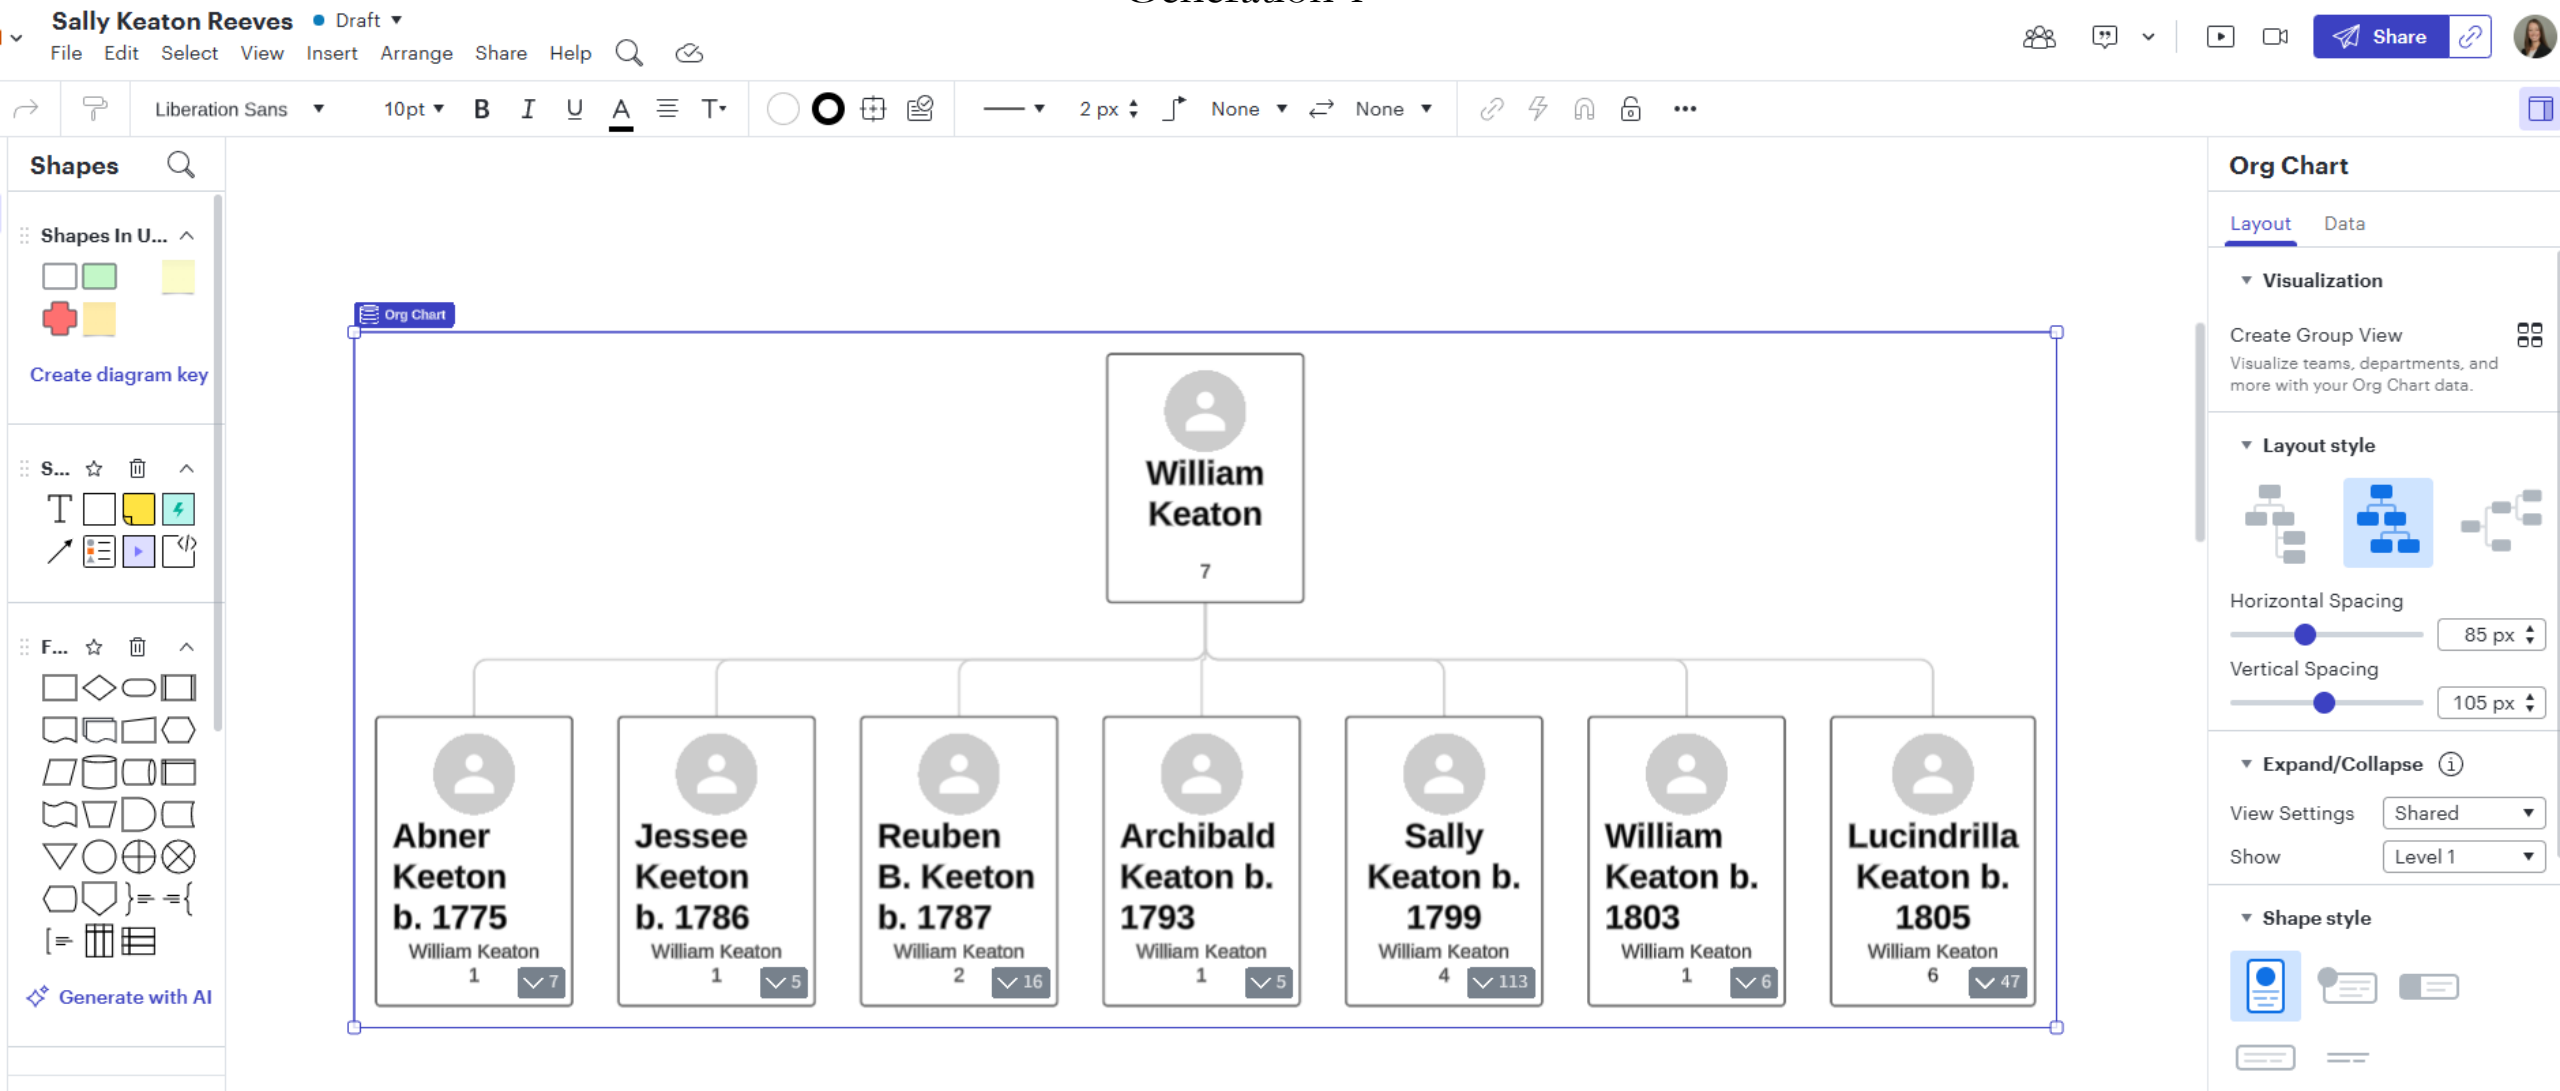 Sally Keaton Reeves Draft
File Edit Select View Insert Arrange Share Help
Share
Liberation Sans 10pt B I U A T 2 px None None
Shapes
Shapes In U...
Create diagram key
S...
T
F...
Generate with AI
Org Chart
William
Keaton
7
Abner
Keeton
b. 1775
William Keaton
1
7
Jessee
Keeton
b. 1786
William Keaton
1
5
Reuben
B. Keeton
b. 1787
William Keaton
2
16
Archibald
Keaton b.
1793
William Keaton
1
5
Sally
Keaton b.
1799
William Keaton
4
113
William
Keaton b.
1803
William Keaton
1
6
Lucindrilla
Keaton b.
1805
William Keaton
6
47
Org Chart
Layout Data
Visualization
Create Group View
Visualize teams, departments, and
more with your Org Chart data.
Layout style
Horizontal Spacing
85 px
Vertical Spacing
105 px
Expand/Collapse
View Settings Shared
Show Level 1
Shape style